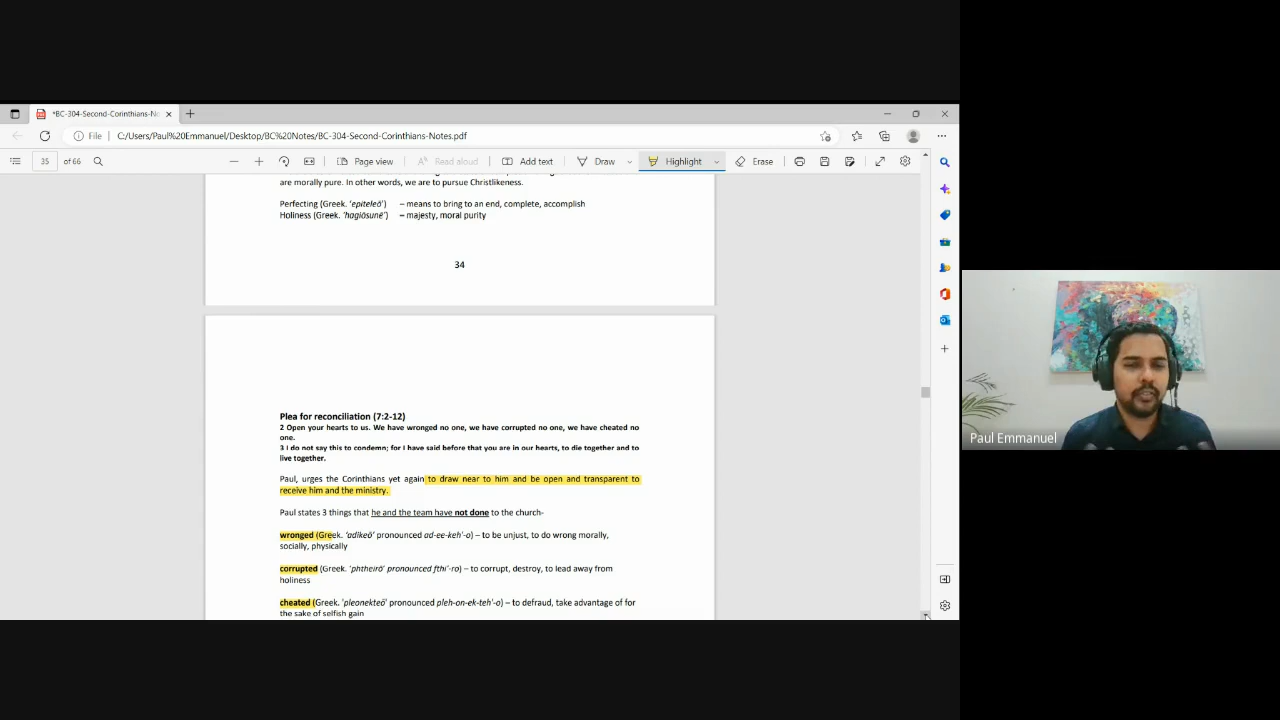 *BC-304-Second-Corinthians-No
File
C:/Users/Paul%20Emmanuel/Desktop/BC%20Notes/BC-304-Second-Corinthians-Notes.pdf
35 of 66
Page view
Read aloud
Add text
Draw
Highlight
Erase
are morally pure. In other words, we are to pursue Christlikeness.
Perfecting (Greek. ‘epiteleō’) – means to bring to an end, complete, accomplish
Holiness (Greek. ‘hagiōsunē’) – majesty, moral purity
34
Plea for reconciliation (7:2-12)
2 Open your hearts to us. We have wronged no one, we have corrupted no one, we have cheated no
one.
3 I do not say this to condemn; for I have said before that you are in our hearts, to die together and to
live together.
Paul, urges the Corinthians yet again to draw near to him and be open and transparent to
receive him and the ministry.
Paul states 3 things that he and the team have not done to the church-
wronged (Greek. ‘adikeō’ pronounced ad-ee-keh'-o) – to be unjust, to do wrong morally,
socially, physically
corrupted (Greek. ‘phtheirō’ pronounced fthi'-ro) – to corrupt, destroy, to lead away from
holiness
cheated (Greek. ‘pleonekteō’ pronounced pleh-on-ek-teh'-o) – to defraud, take advantage of for
the sake of selfish gain
Paul Emmanuel